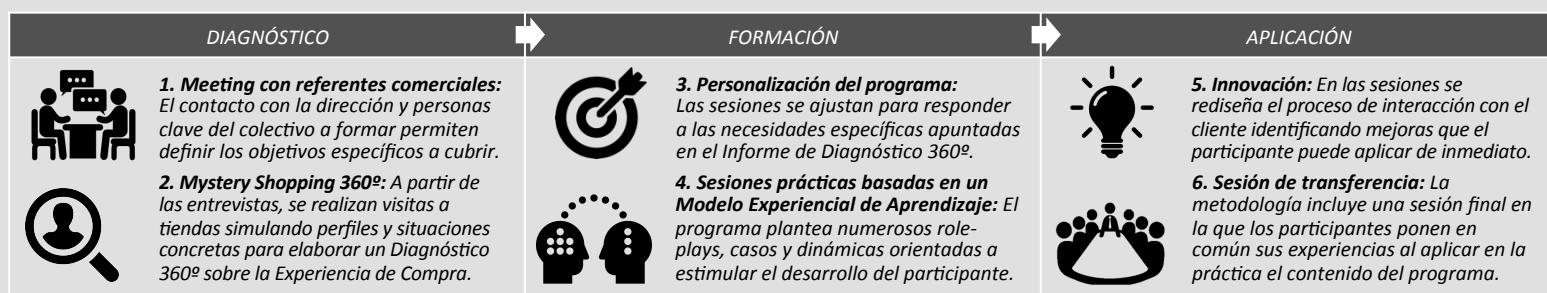 DIAGNÓSTICO
1. Meeting con referentes comerciales:
El contacto con la dirección y personas
clave del colectivo a formar permiten
definir los objetivos específicos a cubrir.
2. Mystery Shopping 360º: A partir de
las entrevistas, se realizan visitas a
tiendas simulando perfiles y situaciones
concretas para elaborar un Diagnóstico
360º sobre la Experiencia de Compra.
FORMACIÓN
3. Personalización del programa:
Las sesiones se ajustan para responder
a las necesidades específicas apuntadas
en el Informe de Diagnóstico 360º.
4. Sesiones prácticas basadas en un
Modelo Experiencial de Aprendizaje: El
programa plantea numerosos role-
plays, casos y dinámicas orientadas a
estimular el desarrollo del participante.
APLICACIÓN
5. Innovación: En las sesiones se
rediseña el proceso de interacción con el
cliente identificando mejoras que el
participante puede aplicar de inmediato.
6. Sesión de transferencia: La
metodología incluye una sesión final en
la que los participantes ponen en
común sus experiencias al aplicar en la
práctica el contenido del programa.